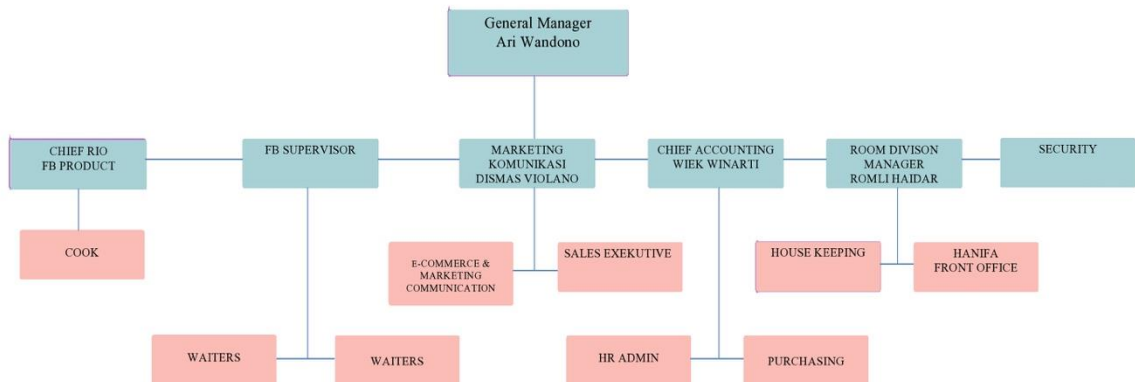 General Manager
Ari Wandono
CHIEF RIO
FB PRODUCT
FB SUPERVISOR
MARKETING
KOMUNIKASI
DISMAS VIOLANO
CHIEF ACCOUNTING
WIEK WINARTI
ROOM DIVISON
MANAGER
ROMLI HAIDAR
SECURITY
COOK
E-COMMERCE &
MARKETING
COMMUNICATION
SALES EXEKUTIVE
HOUSE KEEPING
HANIFA
FRONT OFFICE
WAITERS
WAITERS
HR ADMIN
PURCHASING